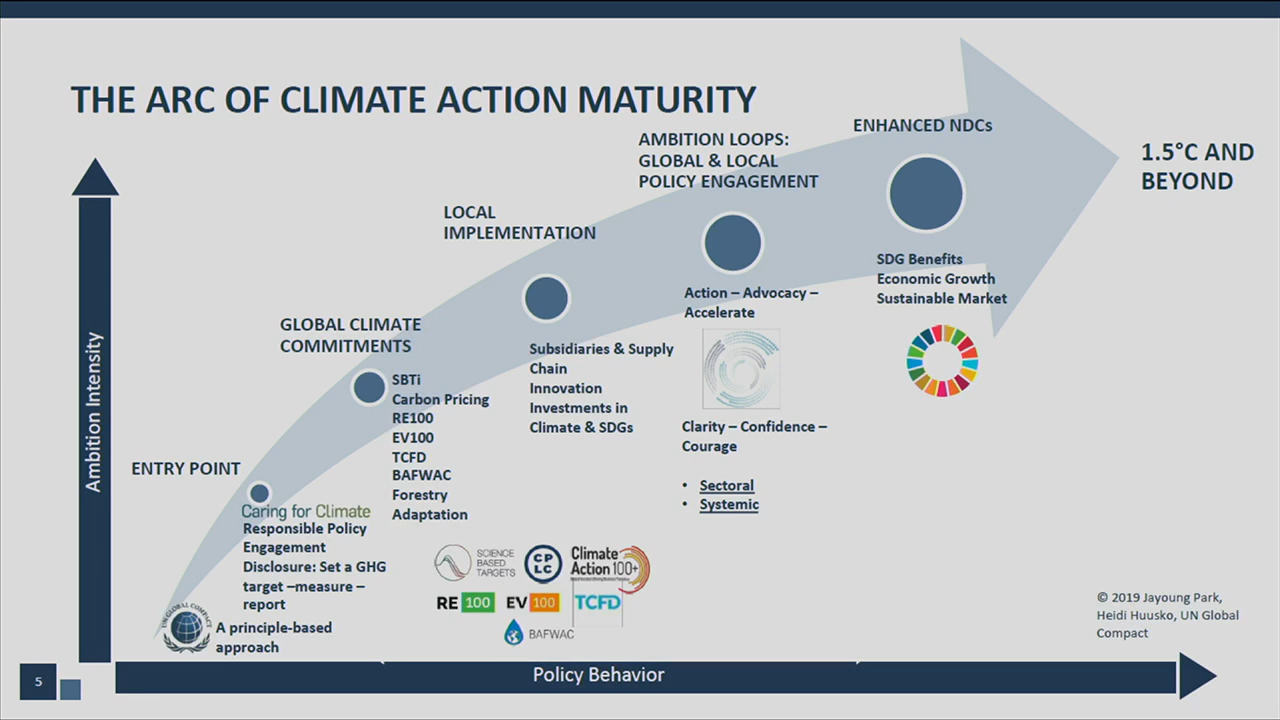 THE ARC OF CLIMATE ACTION MATURITY
ENHANCED NDCs
1.5°C AND
BEYOND
AMBITION LOOPS:
GLOBAL & LOCAL
POLICY ENGAGEMENT
LOCAL
IMPLEMENTATION
SDG Benefits
Economic Growth
Sustainable Market
Action – Advocacy –
Accelerate
GLOBAL CLIMATE
COMMITMENTS
Subsidiaries & Supply
Chain
Innovation
Investments in
Climate & SDGs
SBTi
Carbon Pricing
RE100
EV100
TCFD
BAFWAC
Forestry
Adaptation
Clarity – Confidence –
Courage
• Sectoral
• Systemic
Ambition Intensity
ENTRY POINT
Caring for Climate
Responsible Policy
Engagement
Disclosure: Set a GHG
target –measure –
report
UN GLOBAL COMPACT
A principle-based
approach
SCIENCE
BASED
TARGETS
CP
LC
Climate
Action 100+
RE 100
EV 100
TCFD
BAFWAC
© 2019 Jayoung Park,
Heidi Huusko, UN Global
Compact
Policy Behavior
5